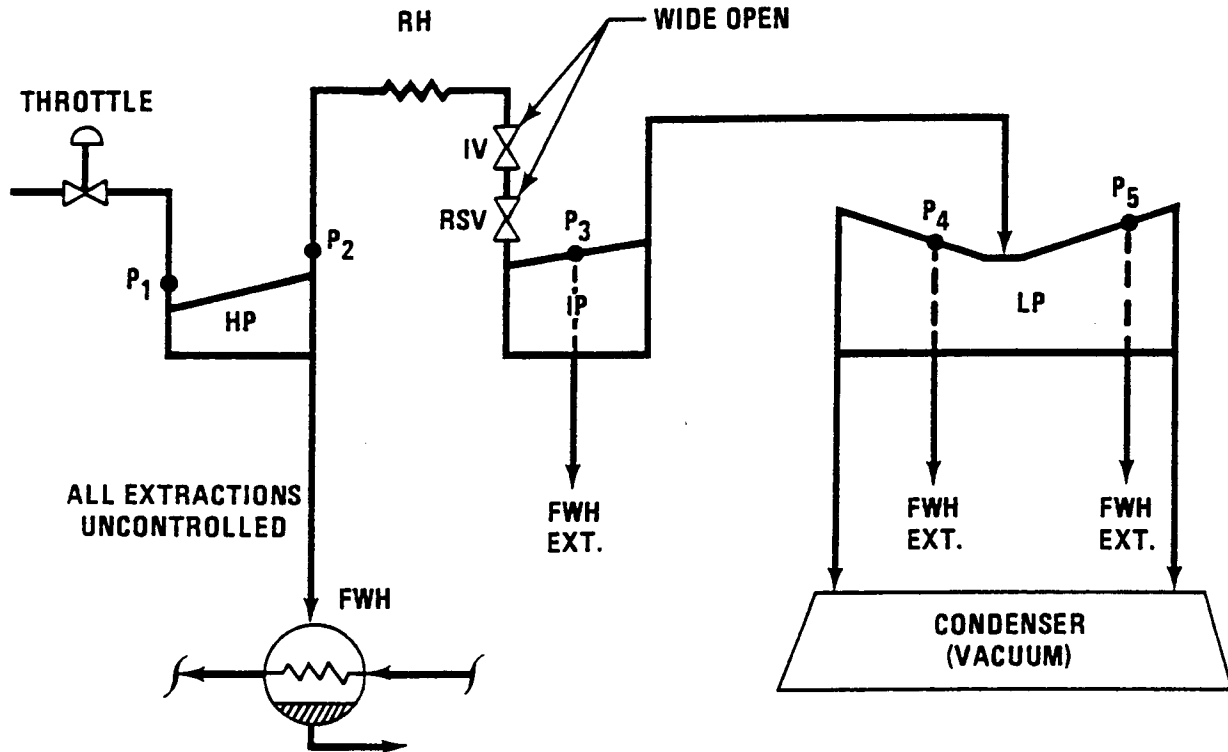 RH
WIDE OPEN
THROTTLE
IV
RSV
P1
P2
P3
P4
P5
HP
IP
LP
ALL EXTRACTIONS
UNCONTROLLED
FWH
EXT.
FWH
EXT.
FWH
EXT.
FWH
CONDENSER
(VACUUM)